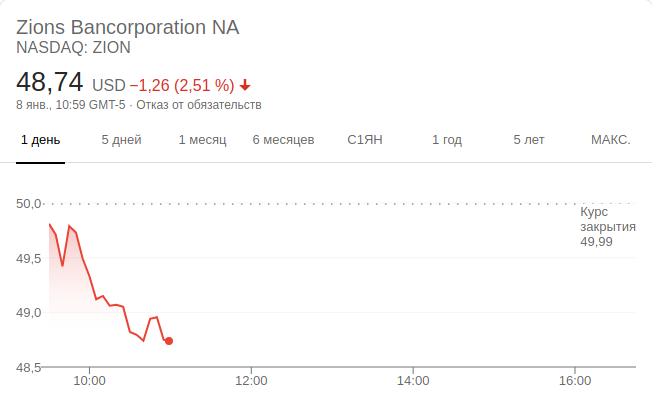 Zions Bancorporation NA
NASDAQ: ZION
48,74 USD −1,26 (2,51 %)
8 янв., 10:59 GMT-5 · Отказ от обязательств
1 день 5 дней 1 месяц 6 месяцев С1ЯН 1 год 5 лет МАКС.
50,0
Курс
закрытия
49,99
49,5
49,0
48,5
10:00 12:00 14:00 16:00